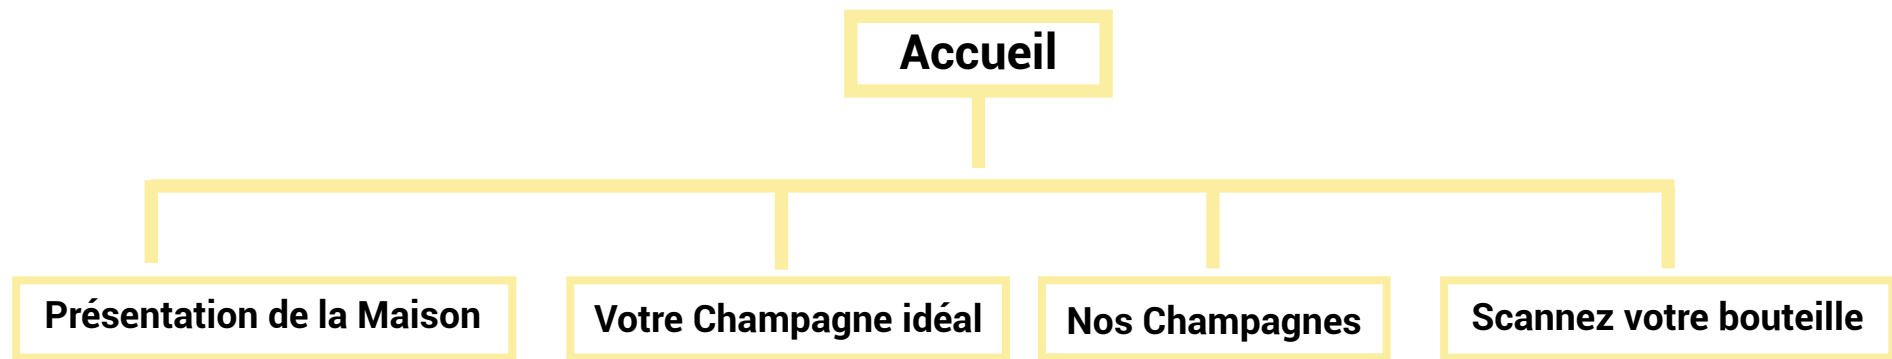 Accueil
Présentation de la Maison
Votre Champagne idéal
Nos Champagnes
Scannez votre bouteille